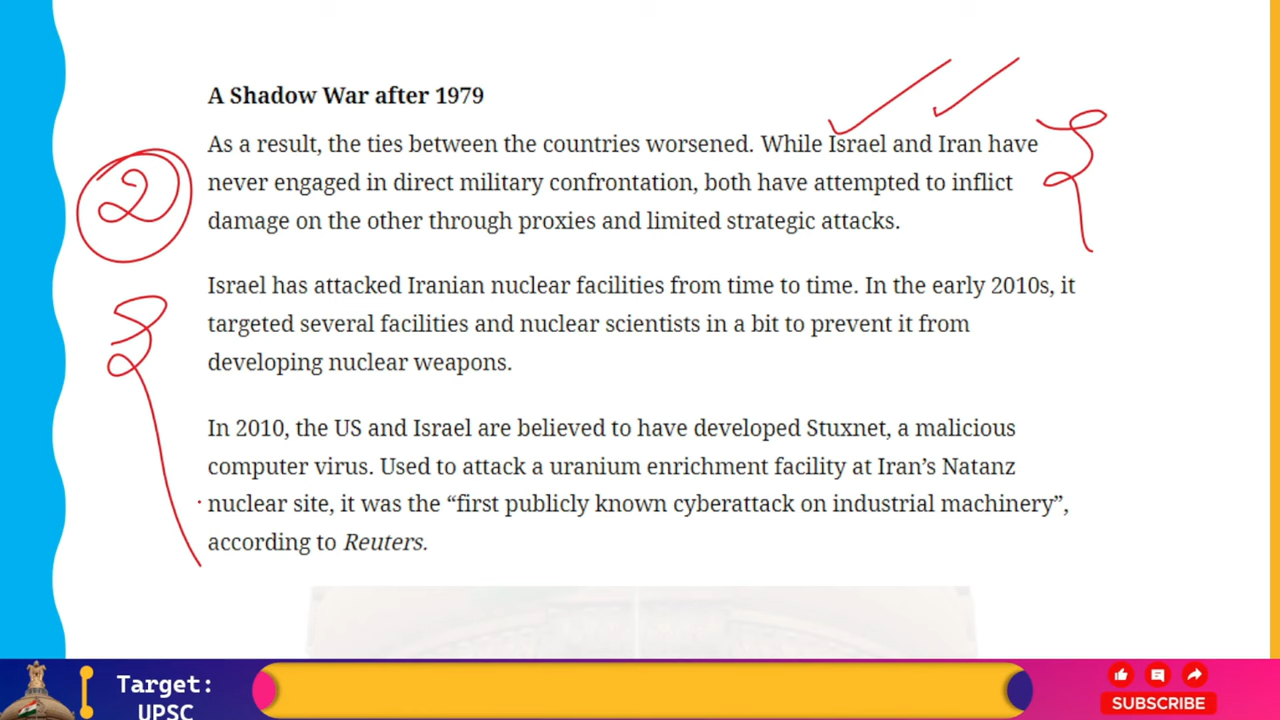 A Shadow War after 1979
As a result, the ties between the countries worsened. While Israel and Iran have
never engaged in direct military confrontation, both have attempted to inflict
damage on the other through proxies and limited strategic attacks.
2
Israel has attacked Iranian nuclear facilities from time to time. In the early 2010s, it
targeted several facilities and nuclear scientists in a bit to prevent it from
developing nuclear weapons.
In 2010, the US and Israel are believed to have developed Stuxnet, a malicious
computer virus. Used to attack a uranium enrichment facility at Iran’s Natanz
nuclear site, it was the “first publicly known cyberattack on industrial machinery”,
according to Reuters.
Target:
UPSC
SUBSCRIBE